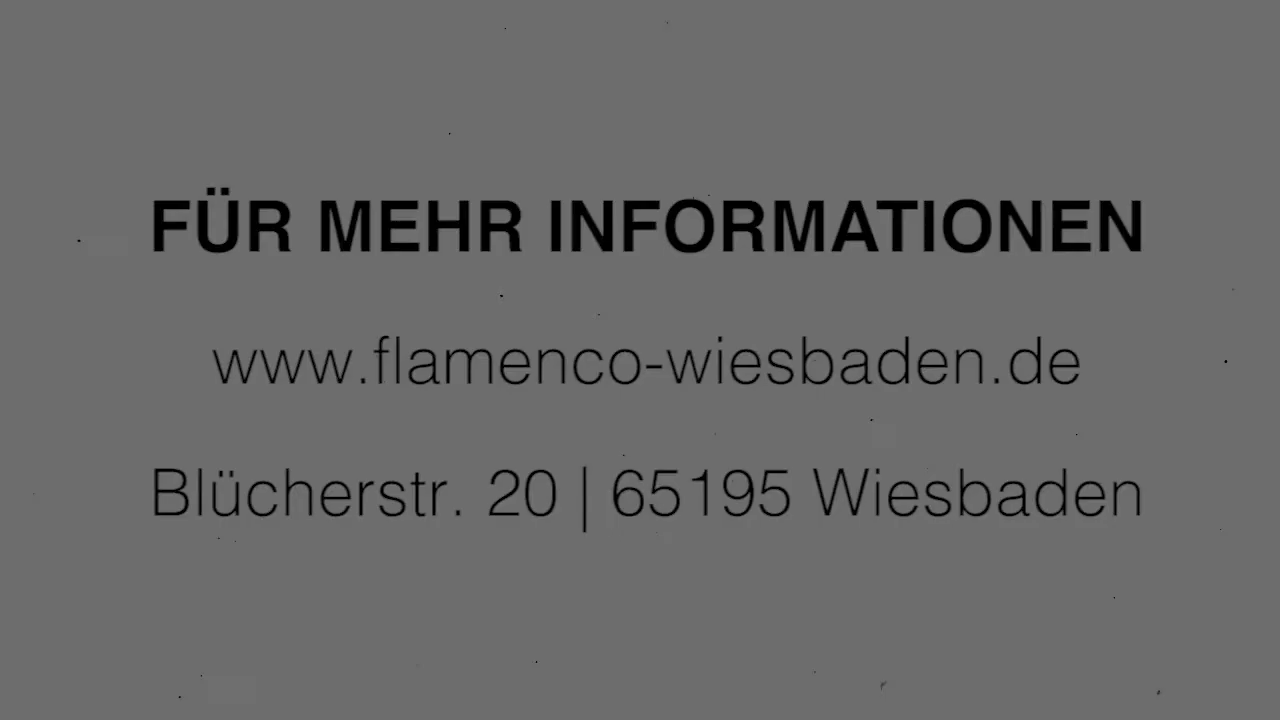 FÜR MEHR INFORMATIONEN
www.flamenco-wiesbaden.de
Blücherstr. 20 | 65195 Wiesbaden